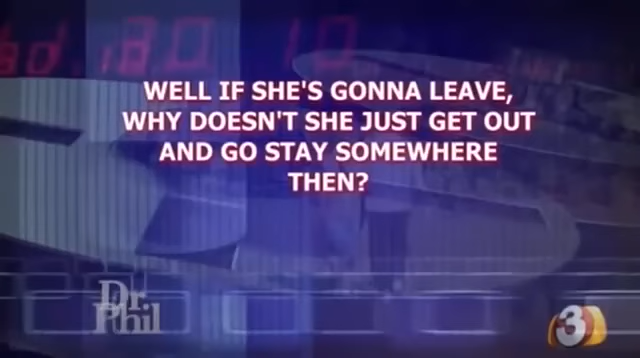 WELL IF SHE'S GONNA LEAVE,
WHY DOESN'T SHE JUST GET OUT
AND GO STAY SOMEWHERE
THEN?
Dr.
Phil
3